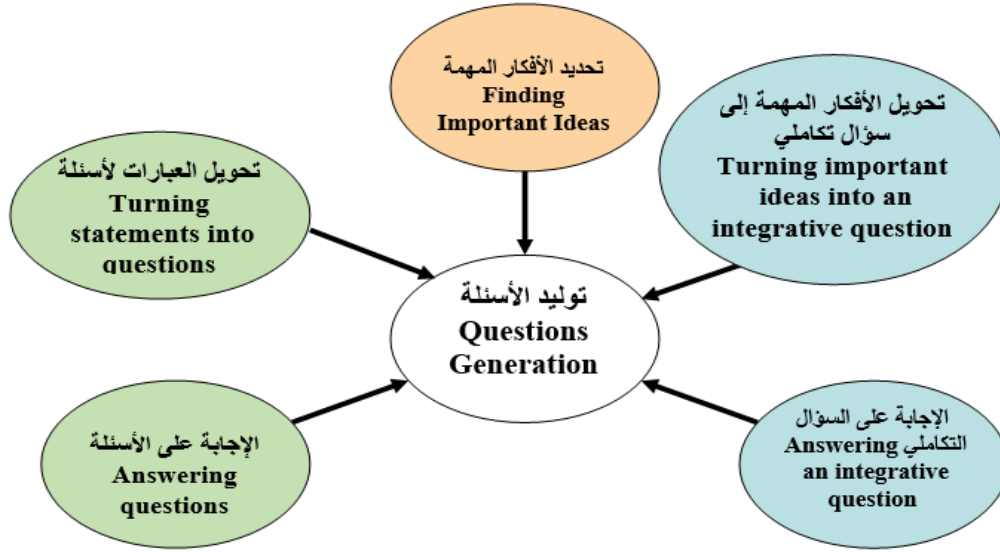 تحديد الأفكار المهمة
Finding
Important Ideas
تحويل الأفكار المهمة إلى
سؤال تكاملي
Turning important
ideas into an
integrative question
تحويل العبارات لأسئلة
Turning
statements into
questions
توليد الأسئلة
Questions
Generation
الإجابة على الأسئلة
Answering
questions
الإجابة على السؤال
التكاملي Answering
an integrative
question